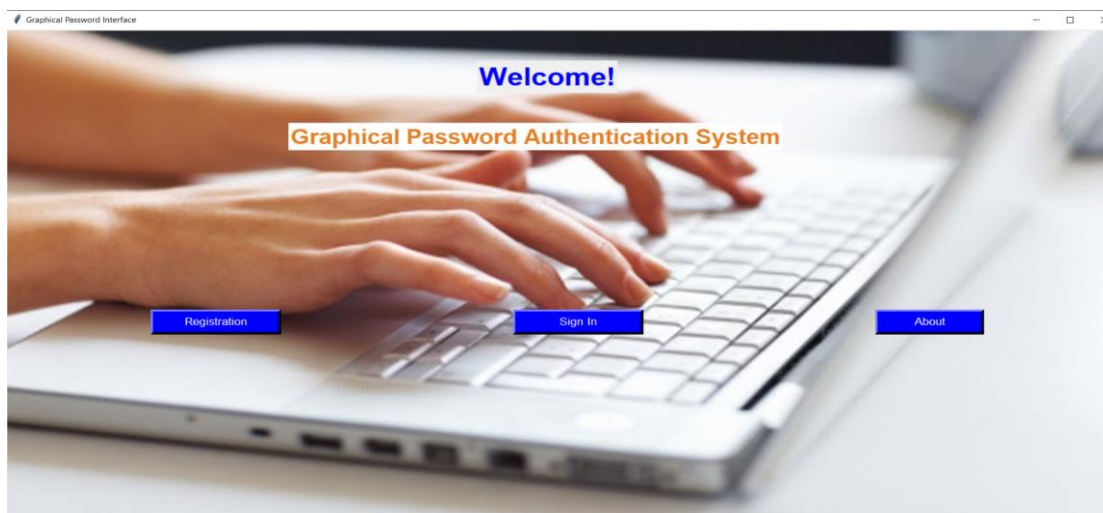 Graphical Password Interface
Welcome!
Graphical Password Authentication System
Registration
Sign In
About